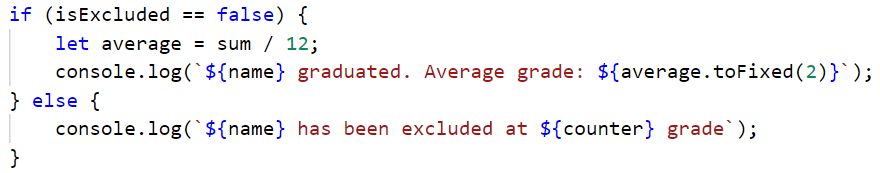 if (isExcluded == false) {
    let average = sum / 12;
    console.log(`${name} graduated. Average grade: ${average.toFixed(2)}`);
} else {
    console.log(`${name} has been excluded at ${counter} grade`);
}